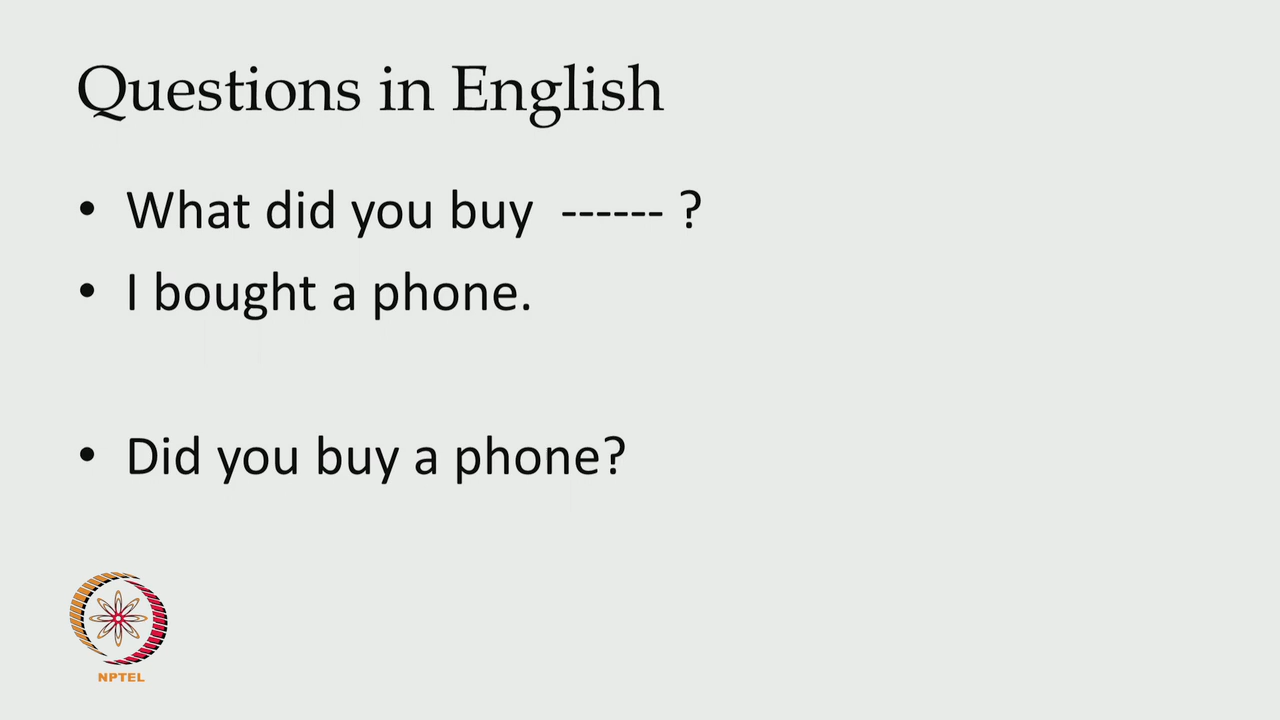 Questions in English
• What did you buy ------ ?
• I bought a phone.
• Did you buy a phone?
NPTEL